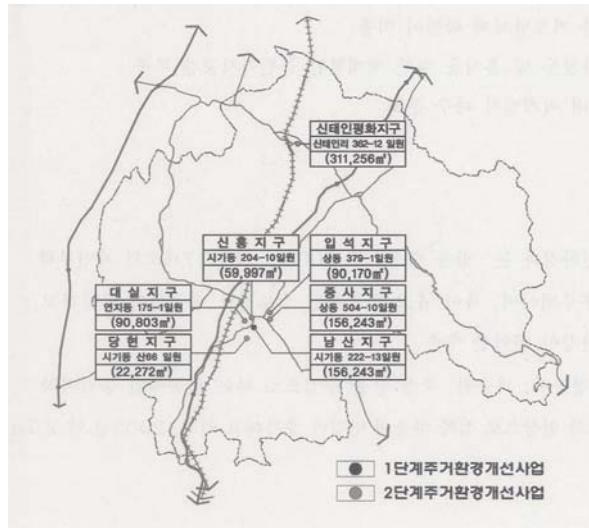 신태인평화지구
신태인리 362-12 일원
(311,256㎡)
신 흥 지 구
시기동 204-10일원
(59,997㎡)
입 석 지 구
상동 379-1일원
(90,170㎡)
대 실 지 구
연지동 175-1일원
(90,803㎡)
중 사 지 구
상동 504-10일원
(156,243㎡)
당 현 지 구
시기동 산66 일원
(22,272㎡)
남 산 지 구
시기동 222-13일원
(156,243㎡)
1단계주거환경개선사업
2단계주거환경개선사업